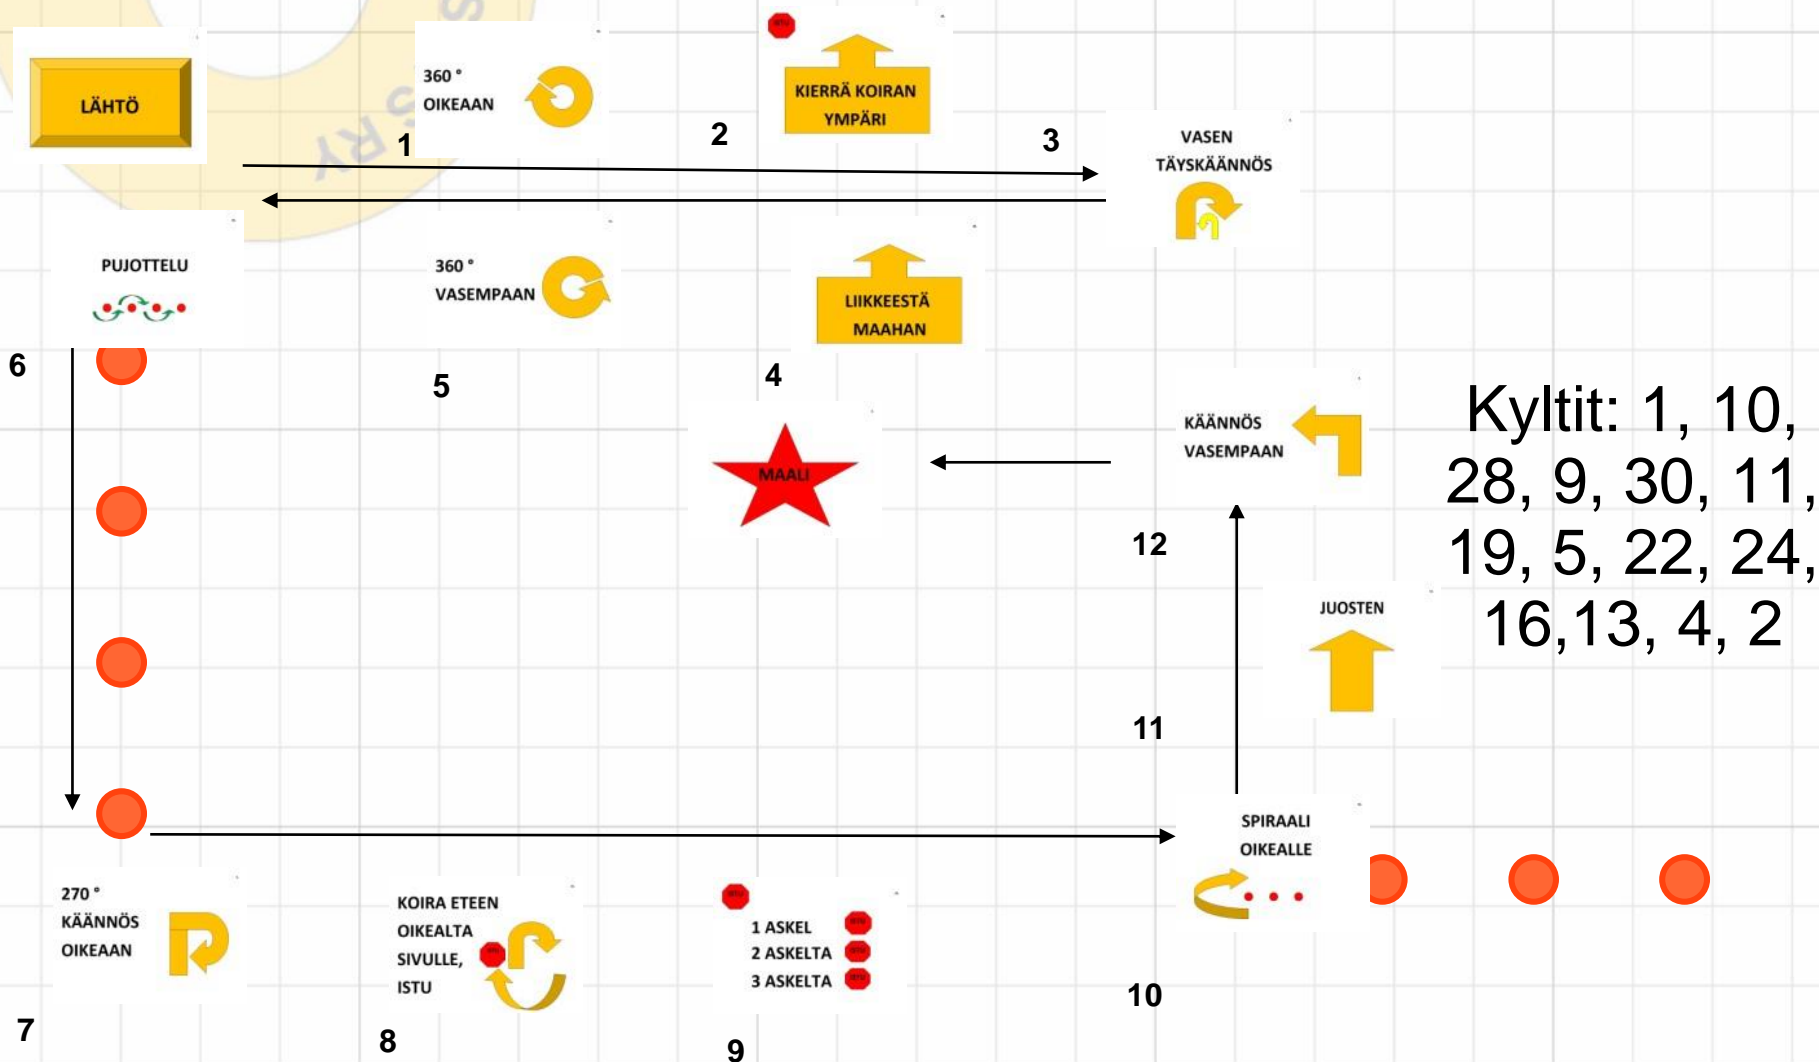 LÄHTÖ
SRY
360 °
OIKEAAN
1
2
KIERRÄ KOIRAN
YMPÄRI
3
VASEN
TÄYSKÄÄNNÖS
PUJOTTELU
6
360 °
VASEMPAAN
5
LIIKKEESTÄ
MAAHAN
4
MAALI
KÄÄNNÖS
VASEMPAAN
12
Kyltit: 1, 10,
28, 9, 30, 11,
19, 5, 22, 24,
16,13, 4, 2
JUOSTEN
11
SPIRAALI
OIKEALLE
10
270 °
KÄÄNNÖS
OIKEAAN
7
KOIRA ETEEN
OIKEALTA
SIVULLE,
ISTU
8
1 ASKEL
2 ASKELTA
3 ASKELTA
9